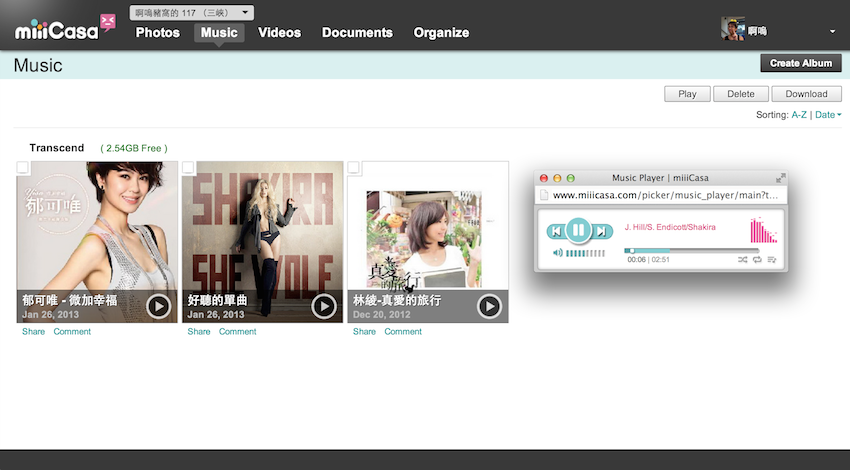 miiiCasa
啊嗚豬窩的 117 （三峽）
Photos
Music
Videos
Documents
Organize
啊嗚
Music
Create Album
Play
Delete
Download
Sorting: A-Z | Date
Transcend ( 2.54GB Free )
郁可唯
郁可唯 - 微加幸福
Jan 26, 2013
Share Comment
SHAKIRA
SHE WOLF
好聽的單曲
Jan 26, 2013
Share Comment
真愛的旅行
林綾-真愛的旅行
Dec 20, 2012
Share Comment
Music Player | miiiCasa
www.miiicasa.com/picker/music_player/main?t...
J. Hill/S. Endicott/Shakira
00:06 | 02:51